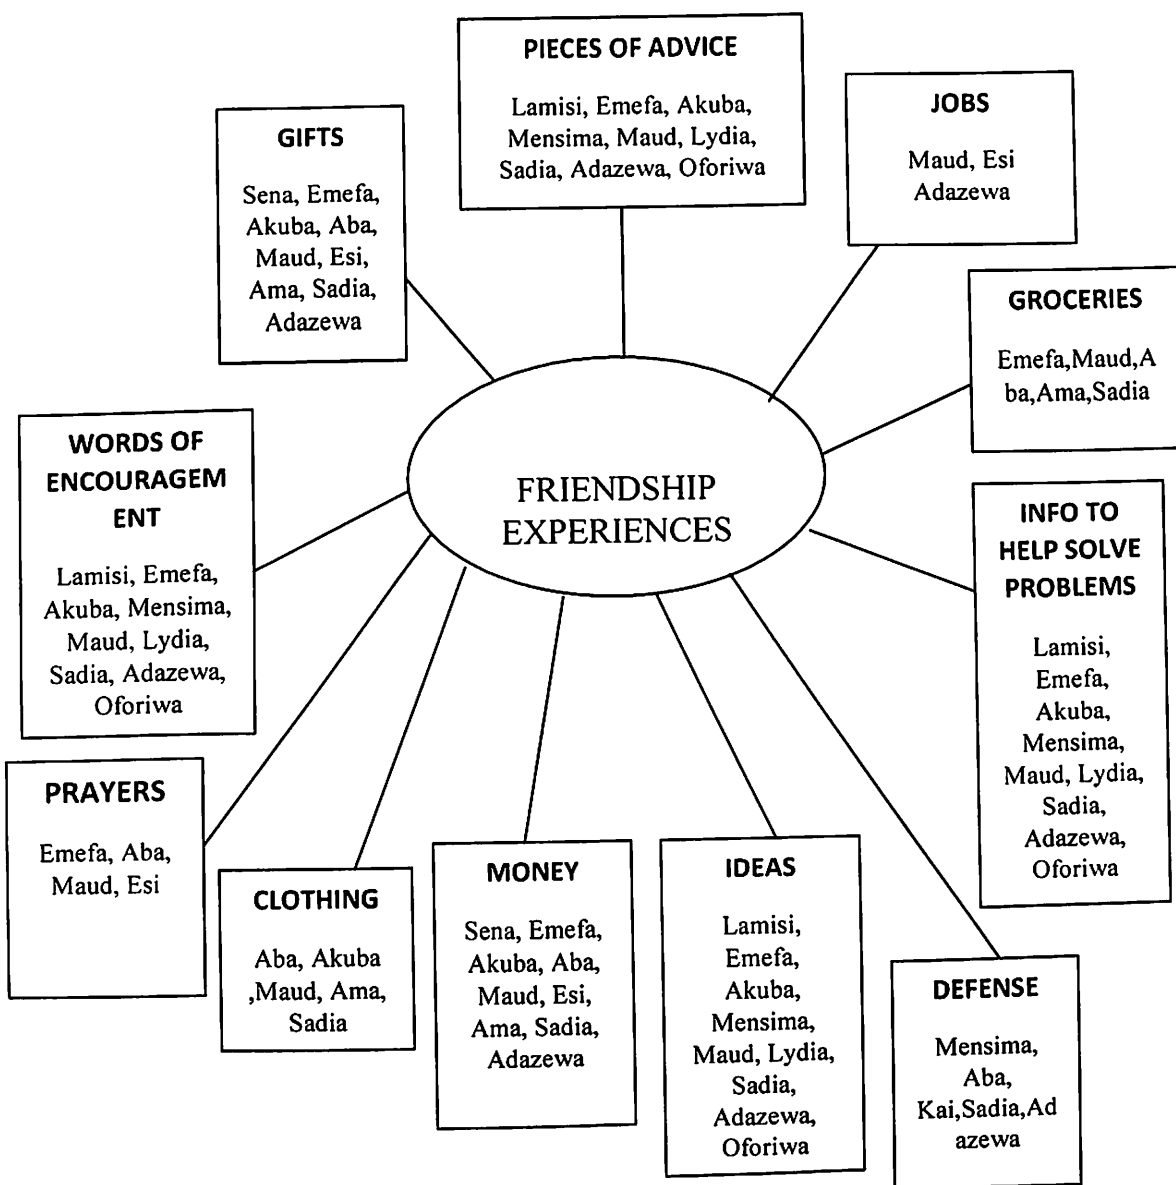 PIECES OF ADVICE
Lamisi, Emefa, Akuba,
Mensima, Maud, Lydia,
Sadia, Adazewa, Oforiwa
JOBS
Maud, Esi
Adazewa
GIFTS
Sena, Emefa,
Akuba, Aba,
Maud, Esi,
Ama, Sadia,
Adazewa
GROCERIES
Emefa,Maud,A
ba,Ama,Sadia
WORDS OF
ENCOURAGEM
ENT
Lamisi, Emefa,
Akuba, Mensima,
Maud, Lydia,
Sadia, Adazewa,
Oforiwa
FRIENDSHIP
EXPERIENCES
INFO TO
HELP SOLVE
PROBLEMS
Lamisi,
Emefa,
Akuba,
Mensima,
Maud, Lydia,
Sadia,
Adazewa,
Oforiwa
PRAYERS
Emefa, Aba,
Maud, Esi
CLOTHING
Aba, Akuba
,Maud, Ama,
Sadia
MONEY
Sena, Emefa,
Akuba, Aba,
Maud, Esi,
Ama, Sadia,
Adazewa
IDEAS
Lamisi,
Emefa,
Akuba,
Mensima,
Maud, Lydia,
Sadia,
Adazewa,
Oforiwa
DEFENSE
Mensima,
Aba,
Kai,Sadia,Ad
azewa